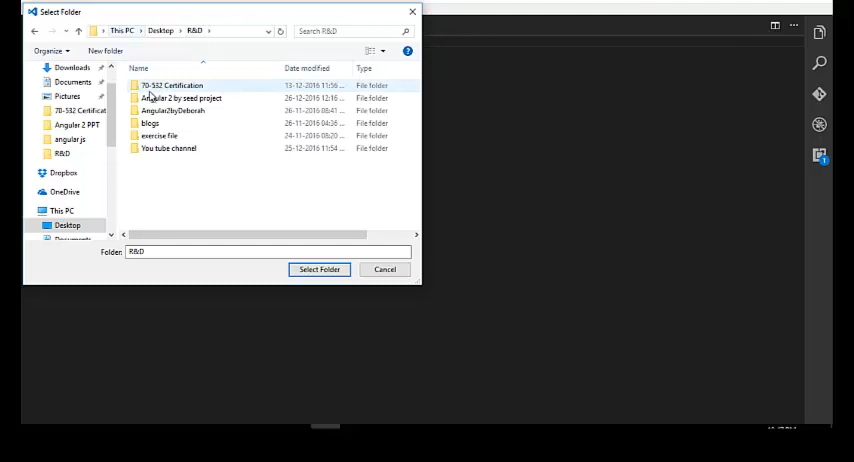 Select Folder
This PC > Desktop > R&D >
Search R&D
Organize
New folder
Name
Date modified
Type
Downloads
Documents
Pictures
70-532 Certificat
Angular 2 PPT
angular js
R&D
Dropbox
OneDrive
This PC
Desktop
Documents
70-532 Certification 13-12-2016 11:56 ... File folder
Angular 2 by seed project 26-12-2016 12:16 ... File folder
Angular2byDeborah 26-11-2016 08:41 ... File folder
blogs 26-11-2016 04:36 ... File folder
exercise file 24-11-2016 08:20 ... File folder
You tube channel 25-12-2016 11:54 ... File folder
Folder: R&D
Select Folder
Cancel
1